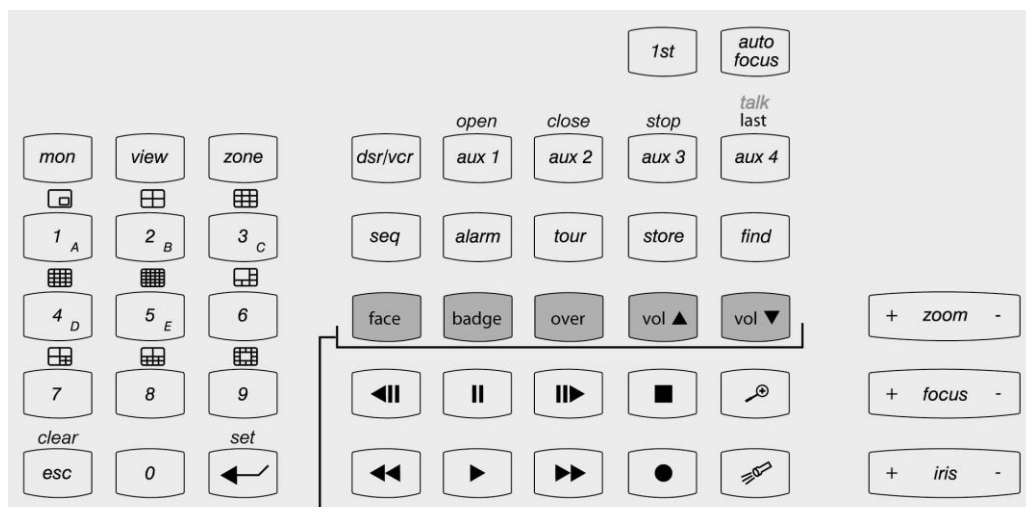 1st auto
focus
talk
open close stop last
mon view zone dsr/vcr aux 1 aux 2 aux 3 aux 4
1 A 2 B 3 C seq alarm tour store find
4 D 5 E 6 face badge over vol ▲ vol ▼ + zoom -
7 8 9 + focus -
clear set
esc 0 + iris -